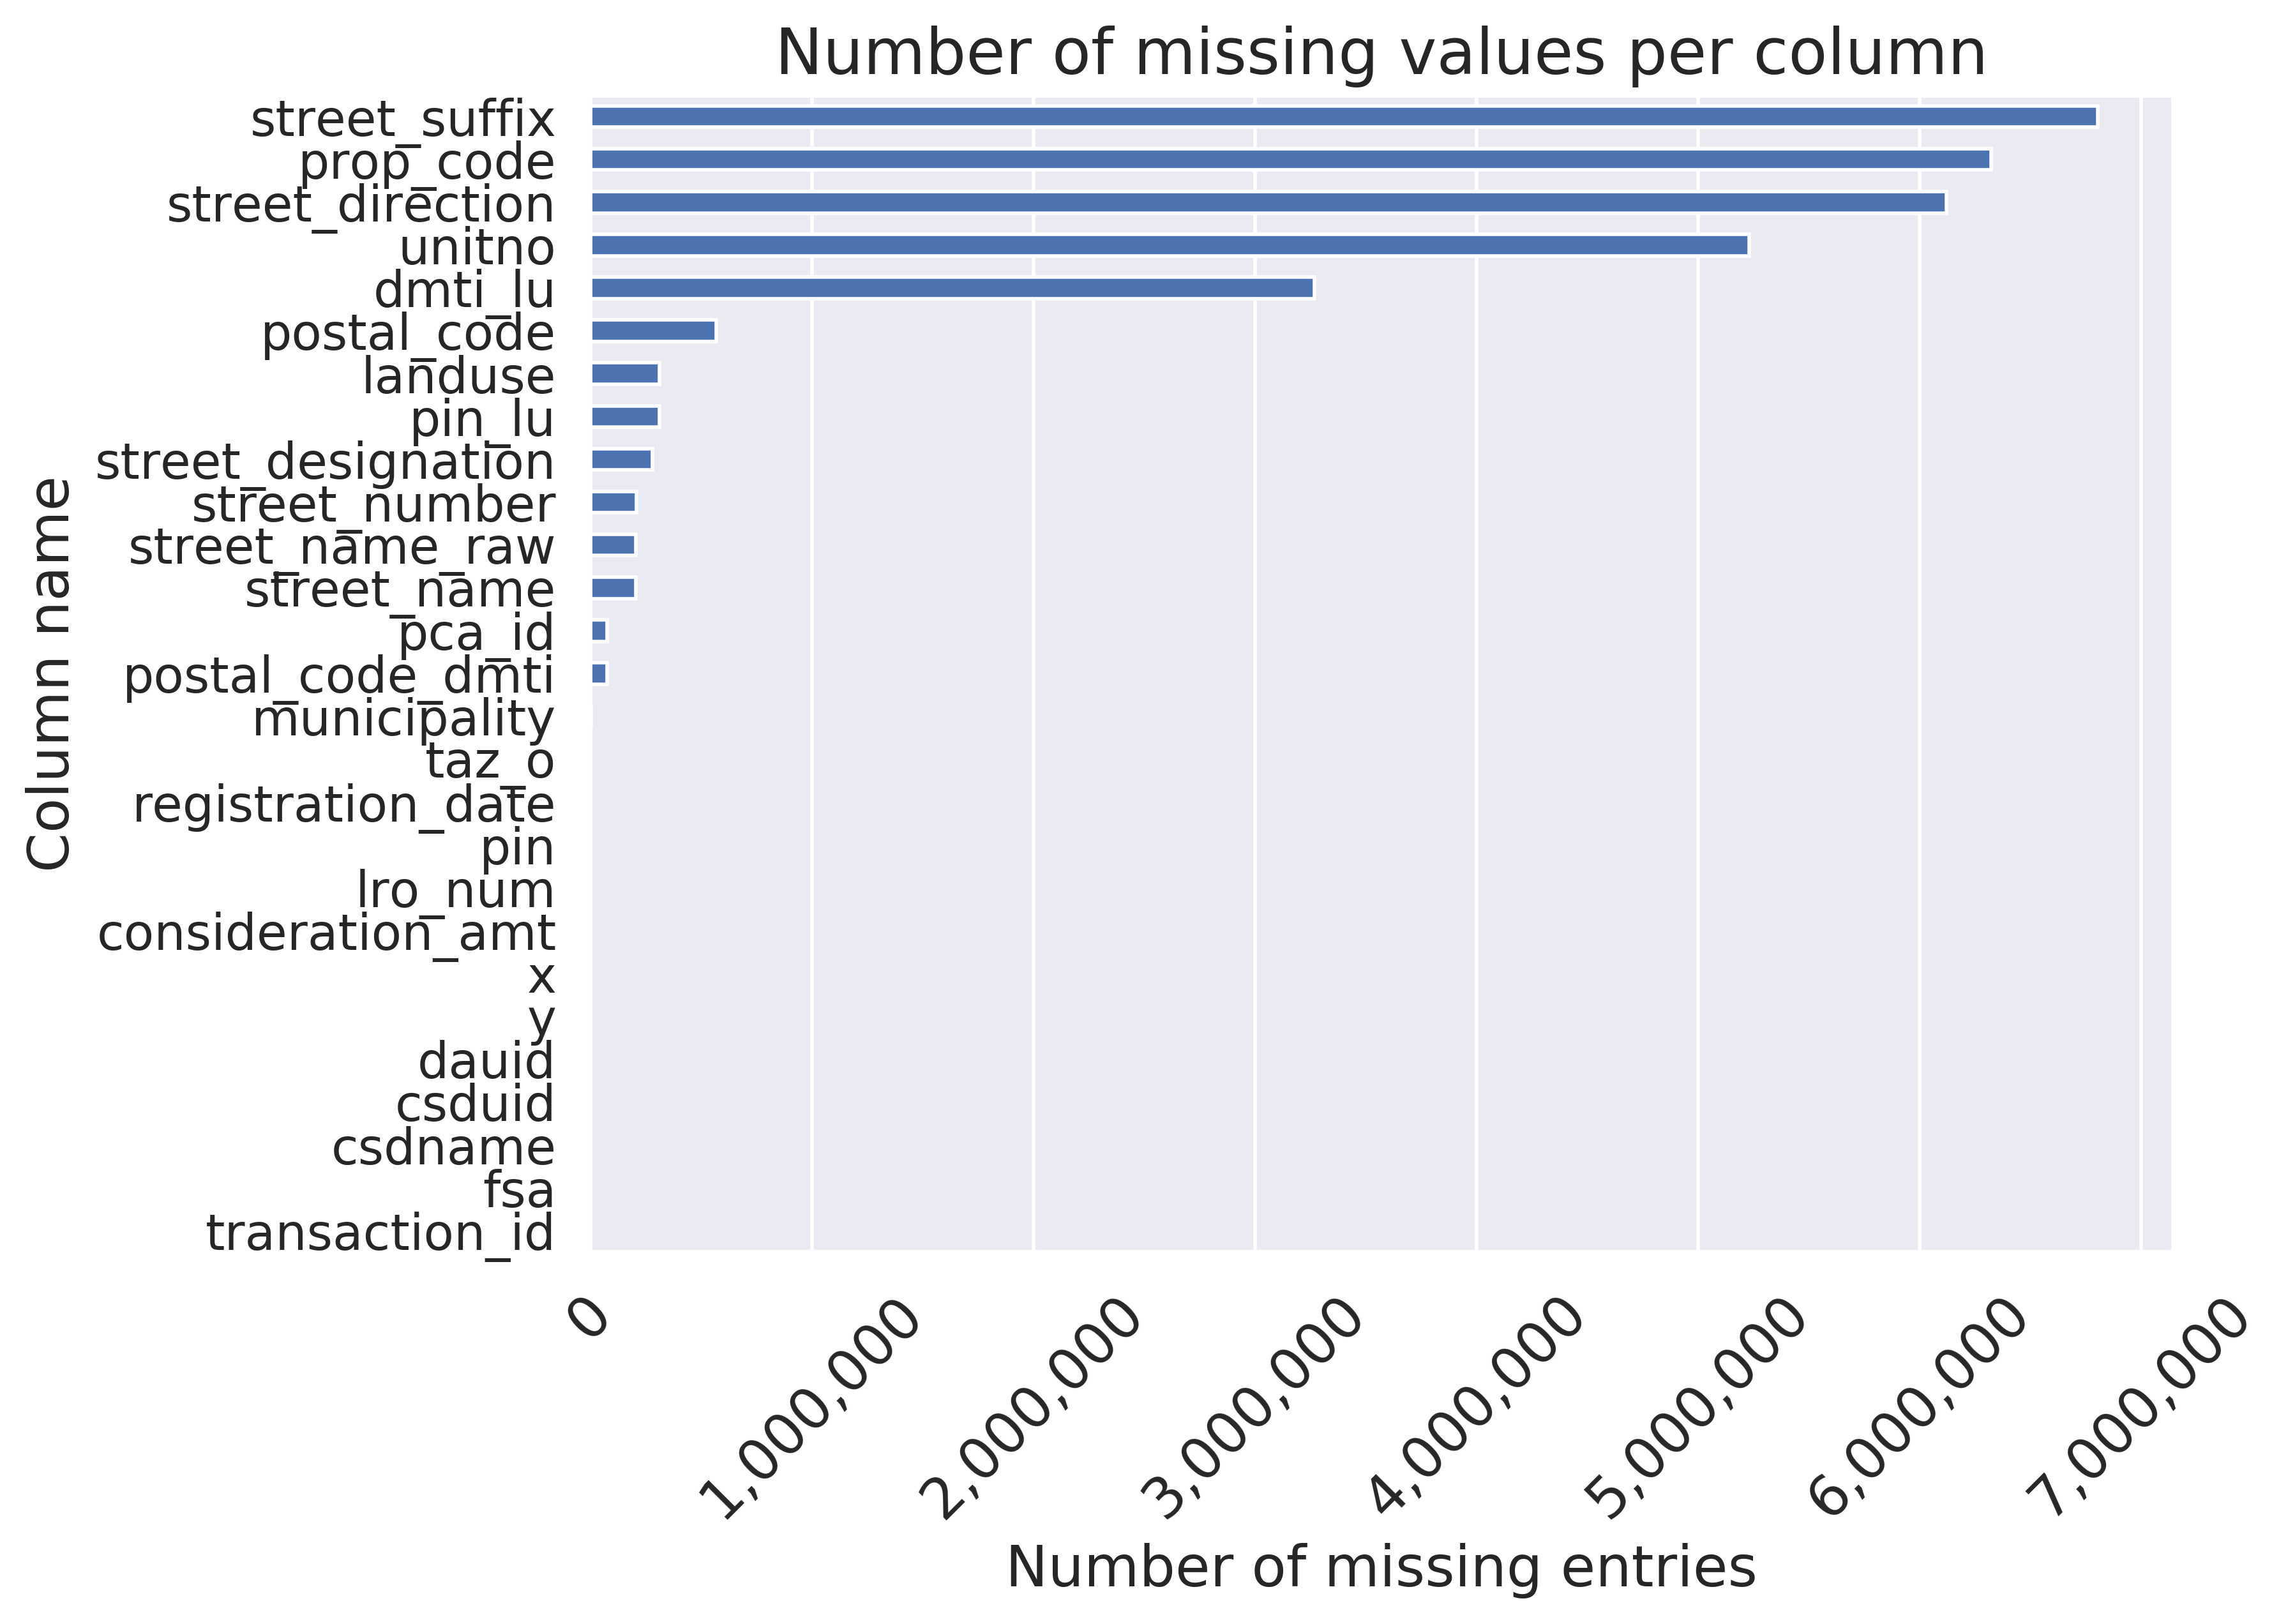 Number of missing values per column
street_suffix
prop_code
street_direction
unitno
dmti_lu
postal_code
landuse
pin_lu
street_designation
street_number
street_name_raw
street_name
pca_id
postal_code_dmti
municipality
taz_o
registration_date
pin
lro_num
consideration_amt
x
y
dauid
csduid
csdname
fsa
transaction_id
Column name
0
1,000,000
2,000,000
3,000,000
4,000,000
5,000,000
6,000,000
7,000,000
Number of missing entries